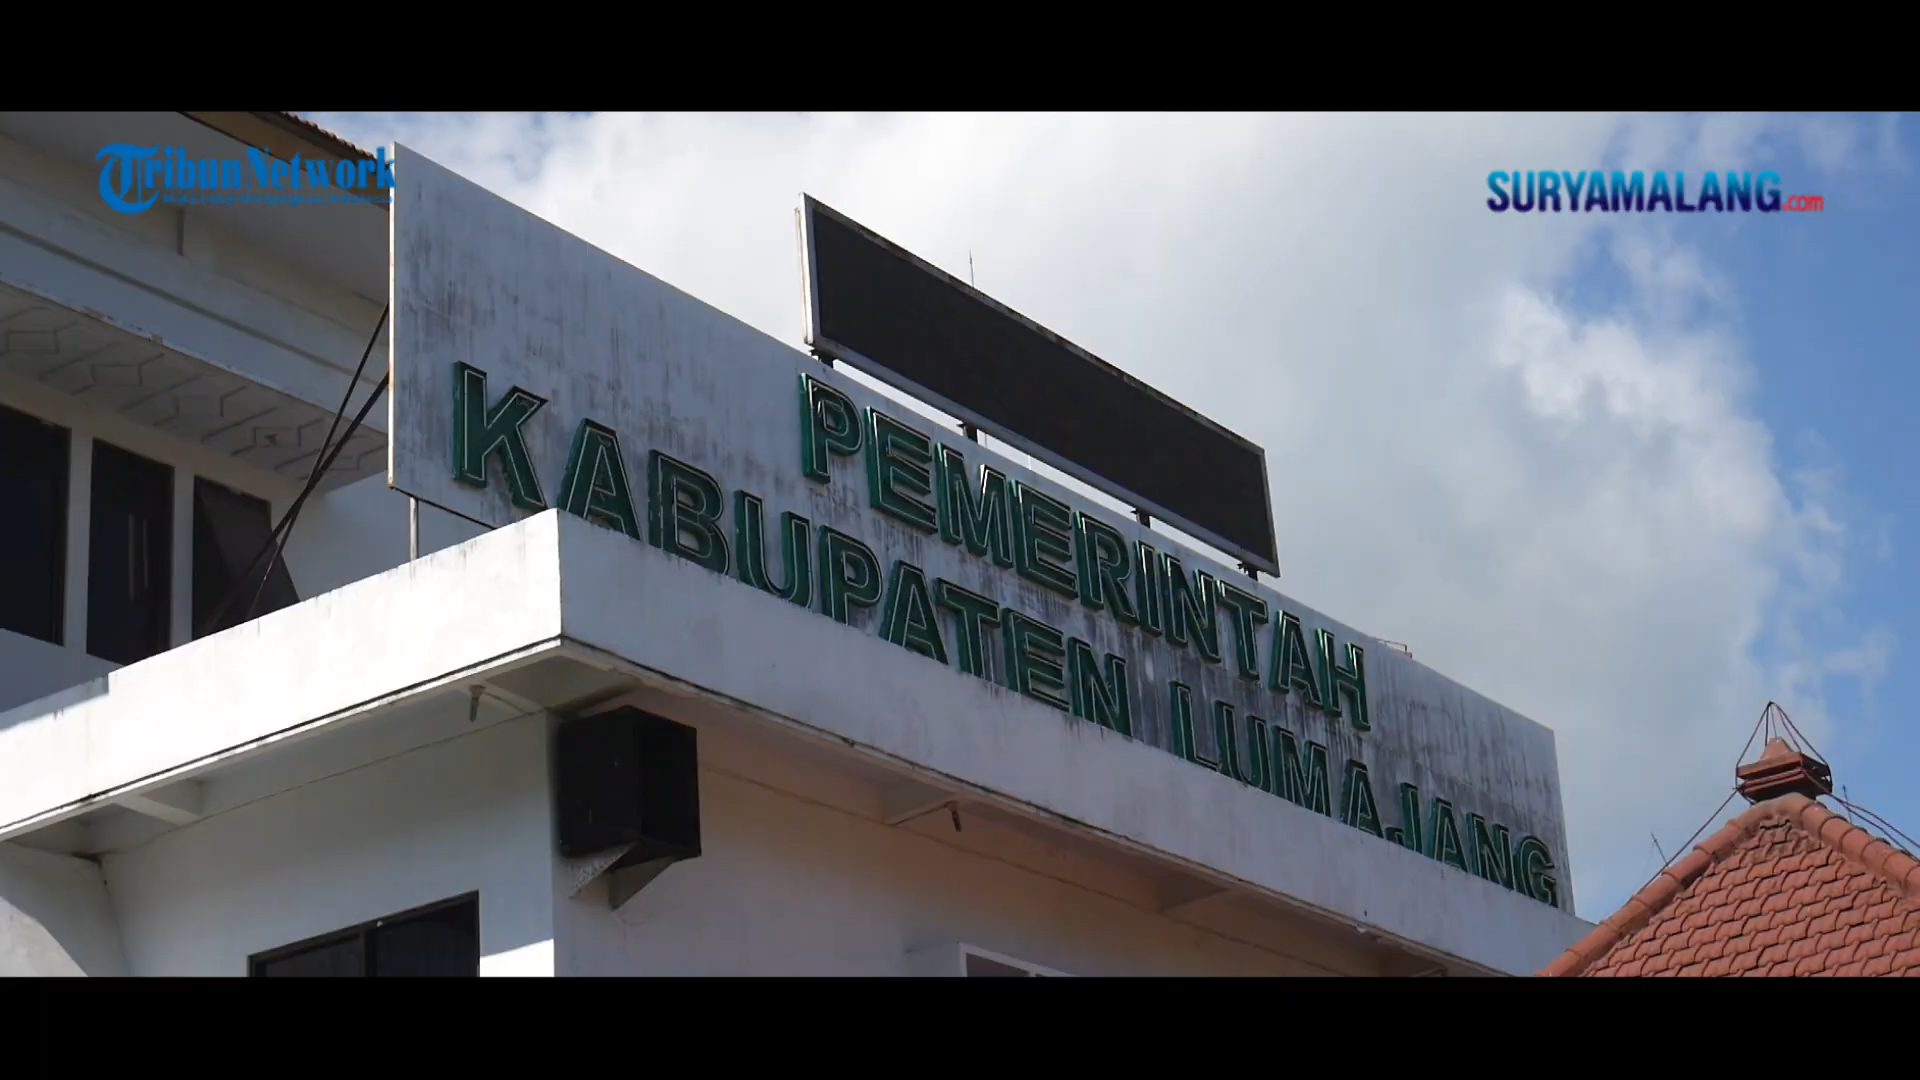 TribunNetwork
SURYAMALANG.com
PEMERINTAH
KABUPATEN LUMAJANG